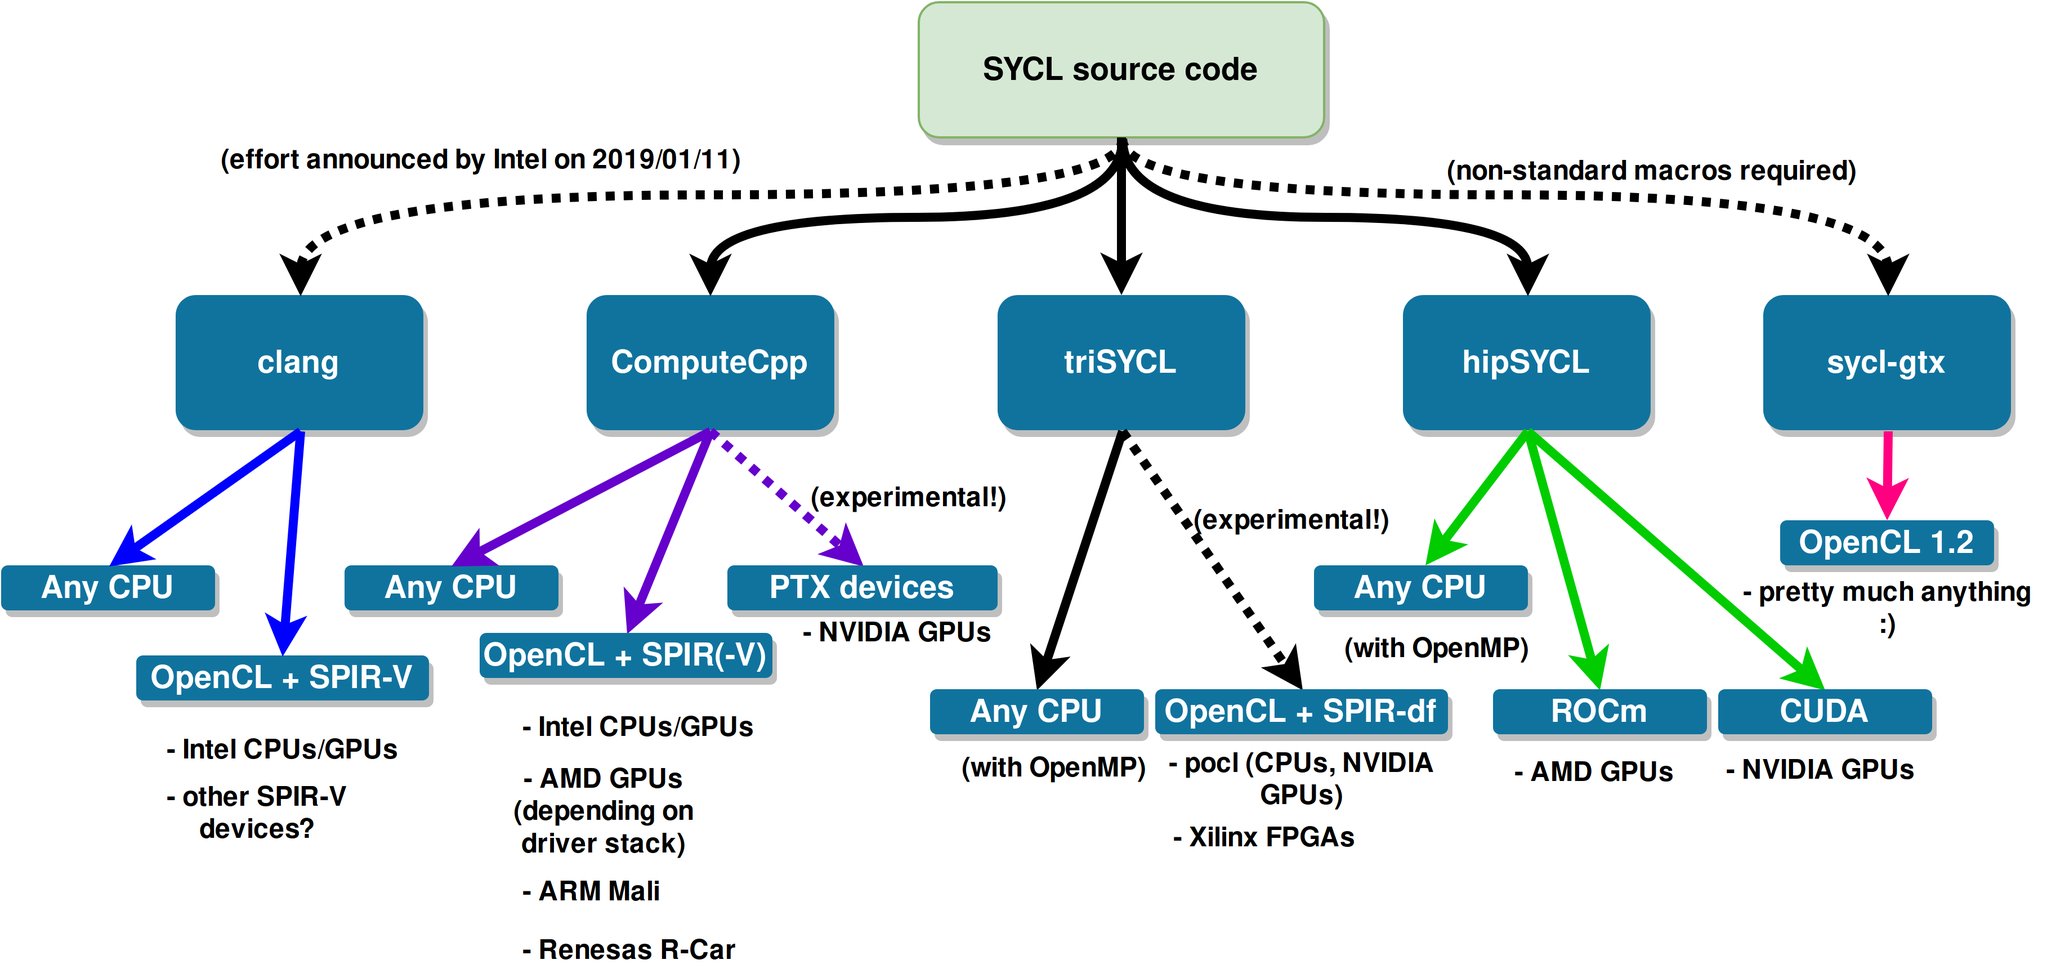 SYCL source code
(effort announced by Intel on 2019/01/11)
(non-standard macros required)
clang
ComputeCpp
triSYCL
hipSYCL
sycl-gtx
(experimental!)
(experimental!)
OpenCL 1.2
- pretty much anything
:)
Any CPU
Any CPU
PTX devices
- NVIDIA GPUs
Any CPU
(with OpenMP)
OpenCL + SPIR-V
- Intel CPUs/GPUs
- other SPIR-V
devices?
OpenCL + SPIR(-V)
- Intel CPUs/GPUs
- AMD GPUs
(depending on
driver stack)
- ARM Mali
- Renesas R-Car
Any CPU
(with OpenMP)
OpenCL + SPIR-df
- pocl (CPUs, NVIDIA
GPUs)
- Xilinx FPGAs
ROCm
- AMD GPUs
CUDA
- NVIDIA GPUs